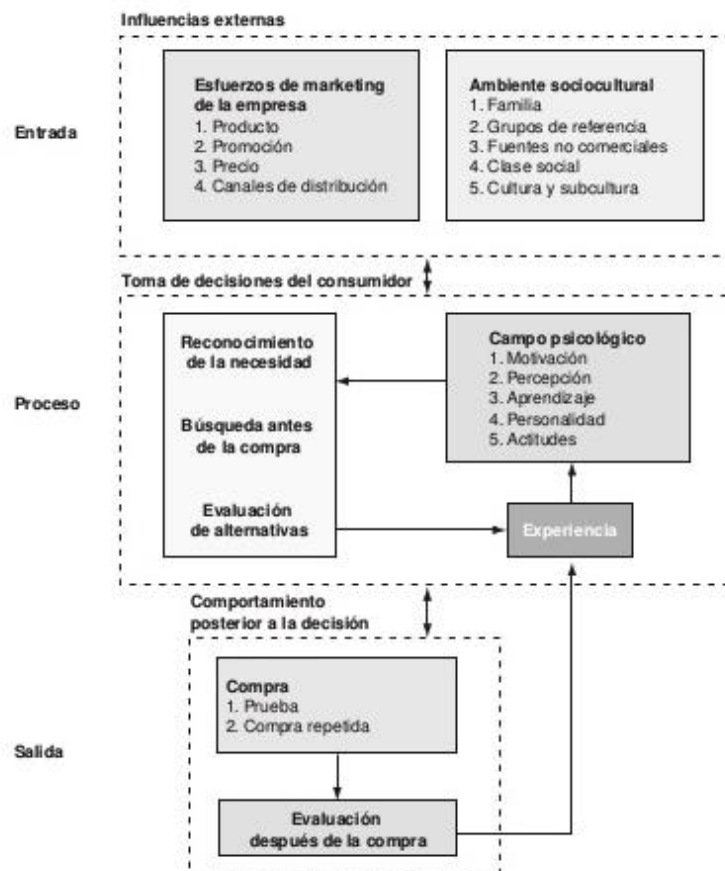 Influencias externas
Entrada
Esfuerzos de marketing
de la empresa
1. Producto
2. Promoción
3. Precio
4. Canales de distribución
Ambiente sociocultural
1. Familia
2. Grupos de referencia
3. Fuentes no comerciales
4. Clase social
5. Cultura y subcultura
Toma de decisiones del consumidor
Proceso
Reconocimiento
de la necesidad
Búsqueda antes
de la compra
Evaluación
de alternativas
Campo psicológico
1. Motivación
2. Percepción
3. Aprendizaje
4. Personalidad
5. Actitudes
Experiencia
Comportamiento
posterior a la decisión
Salida
Compra
1. Prueba
2. Compra repetida
Evaluación
después de la compra